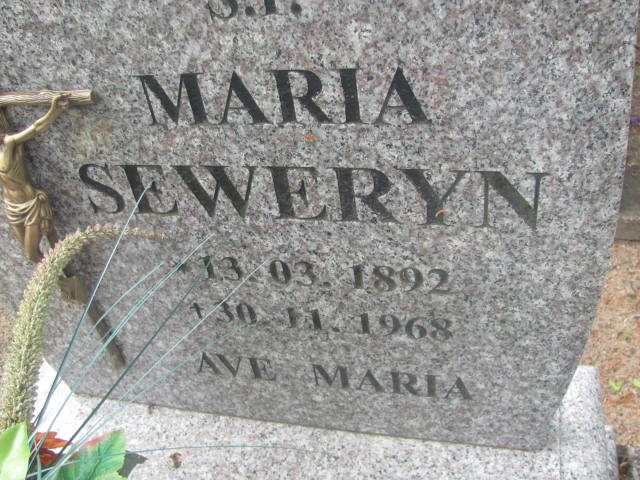 Ś.P.
MARIA
SEWERYN
* 13. 03. 1892
† 30. 11. 1968
AVE MARIA